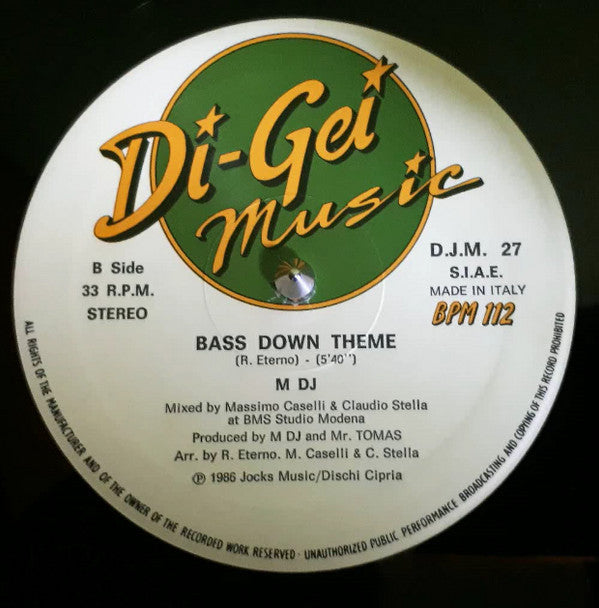 Di-Gei
Music
B Side
33 R.P.M.
STEREO
D.J.M. 27
S.I.A.E.
MADE IN ITALY
BPM 112
BASS DOWN THEME
(R. Eterno) - (5'40'')
M DJ
Mixed by Massimo Caselli & Claudio Stella
at BMS Studio Modena
Produced by M DJ and Mr. TOMAS
Arr. by R. Eterno. M. Caselli & C. Stella
℗ 1986 Jocks Music/Dischi Cipria
ALL RIGHTS OF THE MANUFACTURER AND OF THE OWNER OF THE RECORDED WORK RESERVED · UNAUTHORIZED PUBLIC PERFORMANCE BROADCASTING AND COPYING OF THIS RECORD PROHIBITED